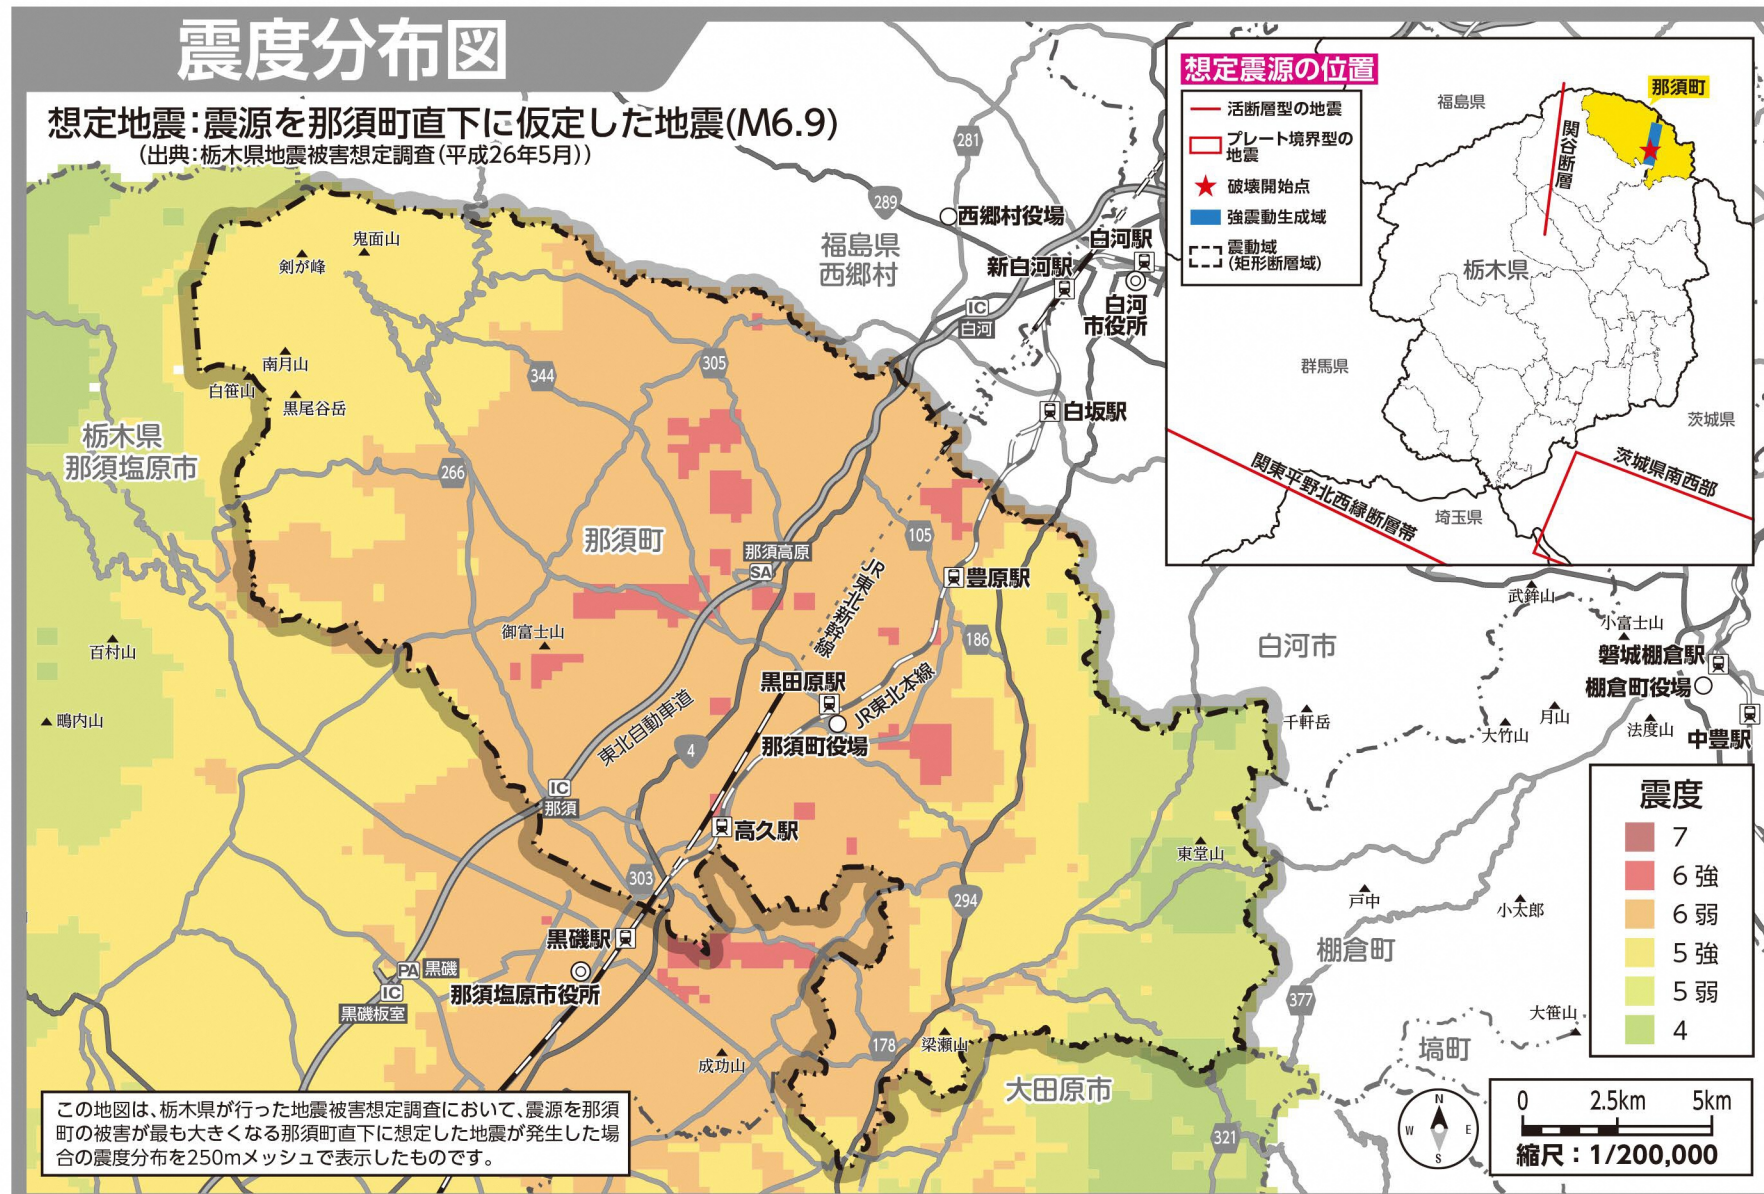 震度分布図
想定地震：震源を那須町直下に仮定した地震(M6.9)
（出典：栃木県地震被害想定調査（平成26年5月））
想定震源の位置
活断層型の地震
プレート境界型の
地震
破壊開始点
強震動生成域
震動域
(矩形断層域)
福島県
那須町
関谷断層
栃木県
群馬県
茨城県
埼玉県
関東平野北西縁断層帯
茨城県南西部
281
289
西郷村役場
福島県
西郷村
白河駅
新白河駅
白河
市役所
IC
白河
白坂駅
鬼面山
剣が峰
南月山
白笹山
黒尾谷岳
344
305
266
栃木県
那須塩原市
那須町
那須高原
SA
105
豊原駅
186
JR東北新幹線
御富士山
百村山
鴫内山
黒田原駅
JR東北本線
那須町役場
東北自動車道
4
IC
那須
高久駅
303
294
黒磯駅
PA
黒磯
IC
黒磯板室
那須塩原市役所
成功山
178
梁瀬山
大田原市
東堂山
白河市
千軒岳
武鉾山
小富士山
磐城棚倉駅
棚倉町役場
月山
大竹山
法度山
中豊駅
戸中
小太郎
棚倉町
377
大笹山
塙町
321
震度
7
6強
6弱
5強
5弱
4
この地図は、栃木県が行った地震被害想定調査において、震源を那須
町の被害が最も大きくなる那須町直下に想定した地震が発生した場
合の震度分布を250mメッシュで表示したものです。
N
W
E
S
0 2.5km 5km
縮尺：1/200,000